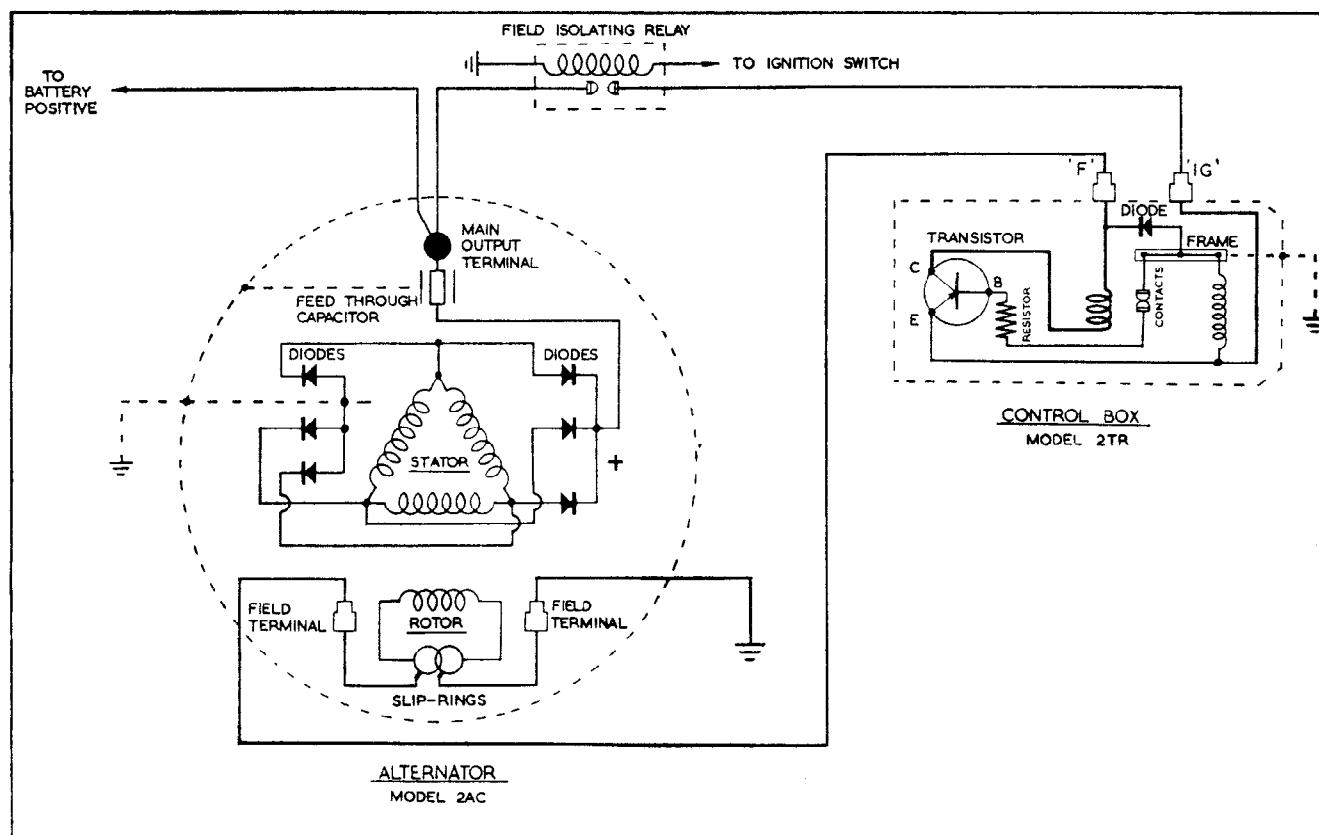 FIELD ISOLATING RELAY
TO IGNITION SWITCH
TO
BATTERY
POSITIVE
'F'
'IG'
MAIN
OUTPUT
TERMINAL
FEED THROUGH
CAPACITOR
DIODES
DIODES
STATOR
+
TRANSISTOR
DIODE
FRAME
C
B
E
RESISTOR
CONTACTS
CONTROL BOX
MODEL 2TR
FIELD
TERMINAL
ROTOR
FIELD
TERMINAL
SLIP-RINGS
ALTERNATOR
MODEL 2AC